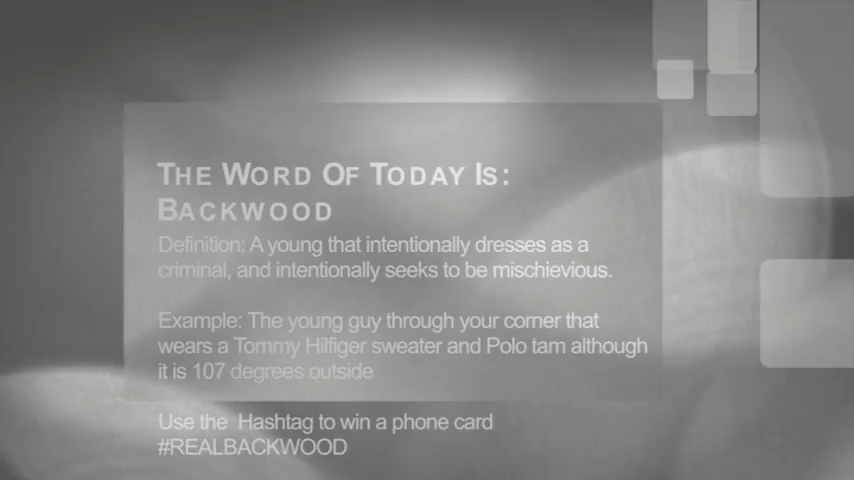 THE WORD OF TODAY IS:
BACKWOOD
Definition: A young that intentionally dresses as a
criminal, and intentionally seeks to be mischievious.
Example: The young guy through your corner that
wears a Tommy Hilfiger sweater and Polo tam although
it is 107 degrees outside
Use the  Hashtag to win a phone card
#REALBACKWOOD